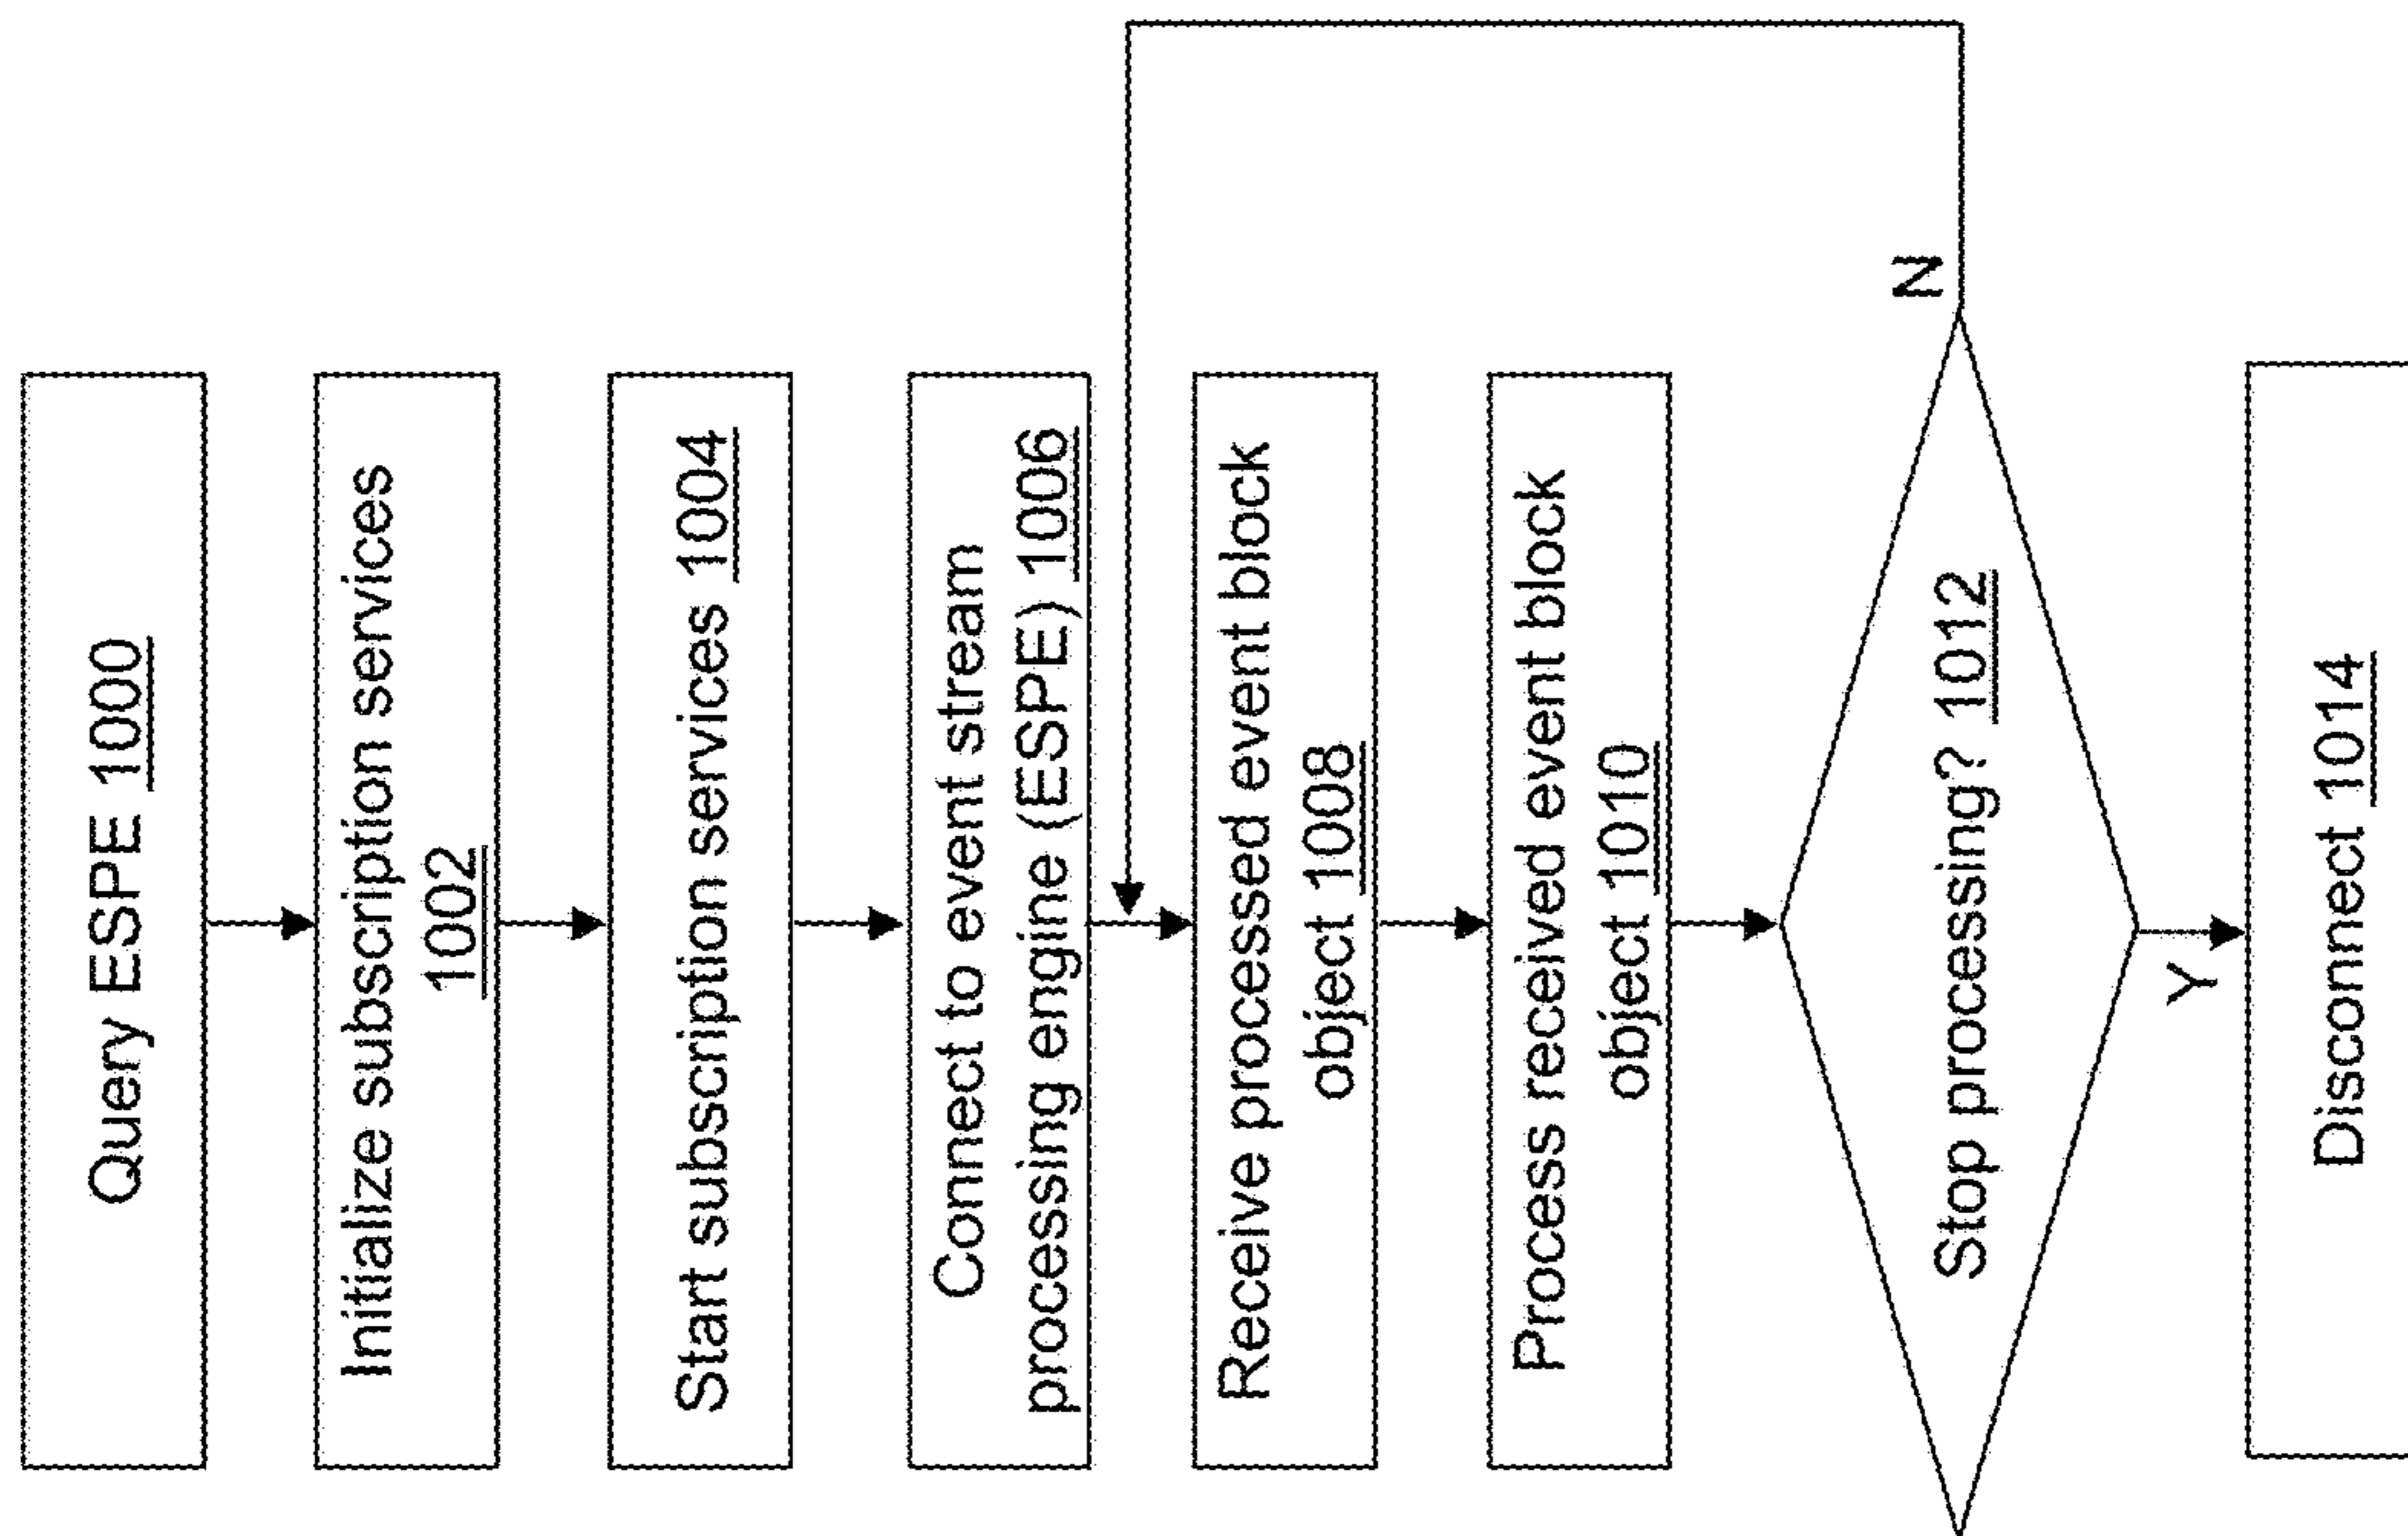 Query ESPE 1000
Initialize subscription services
1002
Start subscription services 1004
Connect to event stream
processing engine (ESPE) 1006
Receive processed event block
object 1008
Process received event block
object 1010
Stop processing? 1012
N
Y
Disconnect 1014